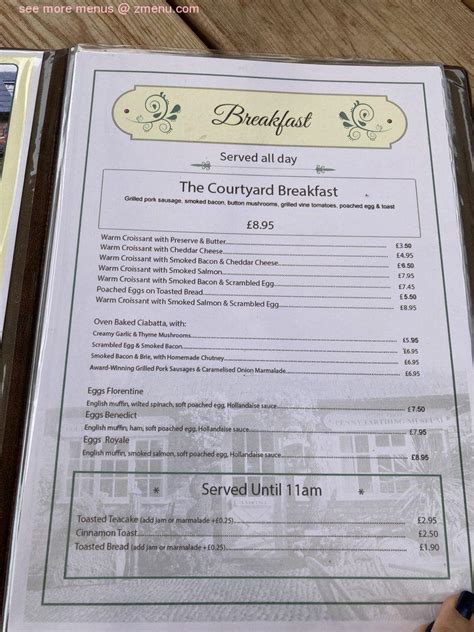 see more menus @ zmenu.com
Breakfast
Served all day
The Courtyard Breakfast
Grilled pork sausage, smoked bacon, button mushrooms, grilled vine tomatoes, poached egg & toast
£8.95
Warm Croissant with Preserve & Butter £3.50
Warm Croissant with Cheddar Cheese £4.95
Warm Croissant with Smoked Bacon & Cheddar Cheese £6.50
Warm Croissant with Smoked Salmon £7.95
Warm Croissant with Smoked Bacon & Scrambled Egg £7.45
Poached Eggs on Toasted Bread £5.50
Warm Croissant with Smoked Salmon & Scrambled Egg £8.95
Oven Baked Ciabatta, with:
Creamy Garlic & Thyme Mushrooms £5.95
Scrambled Egg & Smoked Bacon £6.95
Smoked Bacon & Brie, with Homemade Chutney £6.95
Award-Winning Grilled Pork Sausages & Caramelised Onion Marmalade £6.95
Eggs Florentine
English muffin, wilted spinach, soft poached egg, Hollandaise sauce £7.50
Eggs Benedict
English muffin, ham, soft poached egg, Hollandaise sauce £7.95
Eggs Royale
English muffin, smoked salmon, soft poached egg, Hollandaise sauce £8.95
PENNY FARTHING MUSEUM
* Served Until 11am *
Toasted Teacake (add jam or marmalade +£0.25) £2.95
Cinnamon Toast £2.50
Toasted Bread (add jam or marmalade +£0.25) £1.90